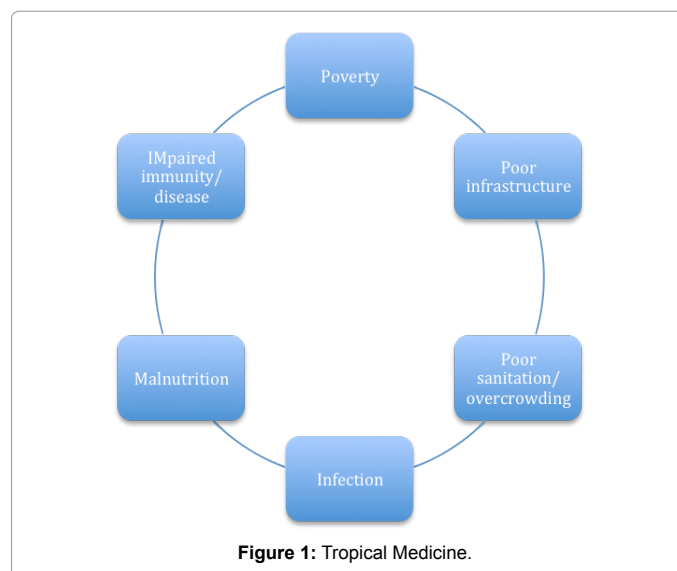 Poverty
Poor
infrastructure
Poor
sanitation/
overcrowding
Infection
Malnutrition
IMpaired
immunity/
disease
Figure 1: Tropical Medicine.